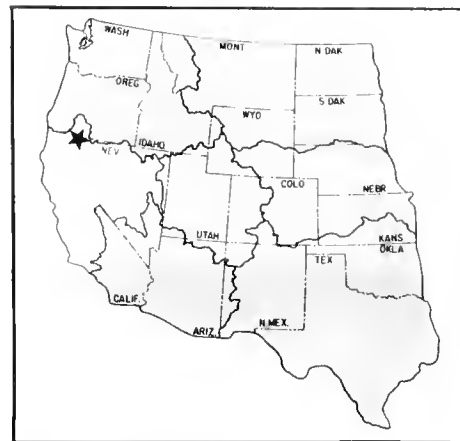 WASH
MONT
N DAK
OREG
S DAK
WYO
IDAHO
NEV
NEBR
COLO
UTAH
KANS
OKLA
TEX
CALIF.
ARIZ.
N.MEX.